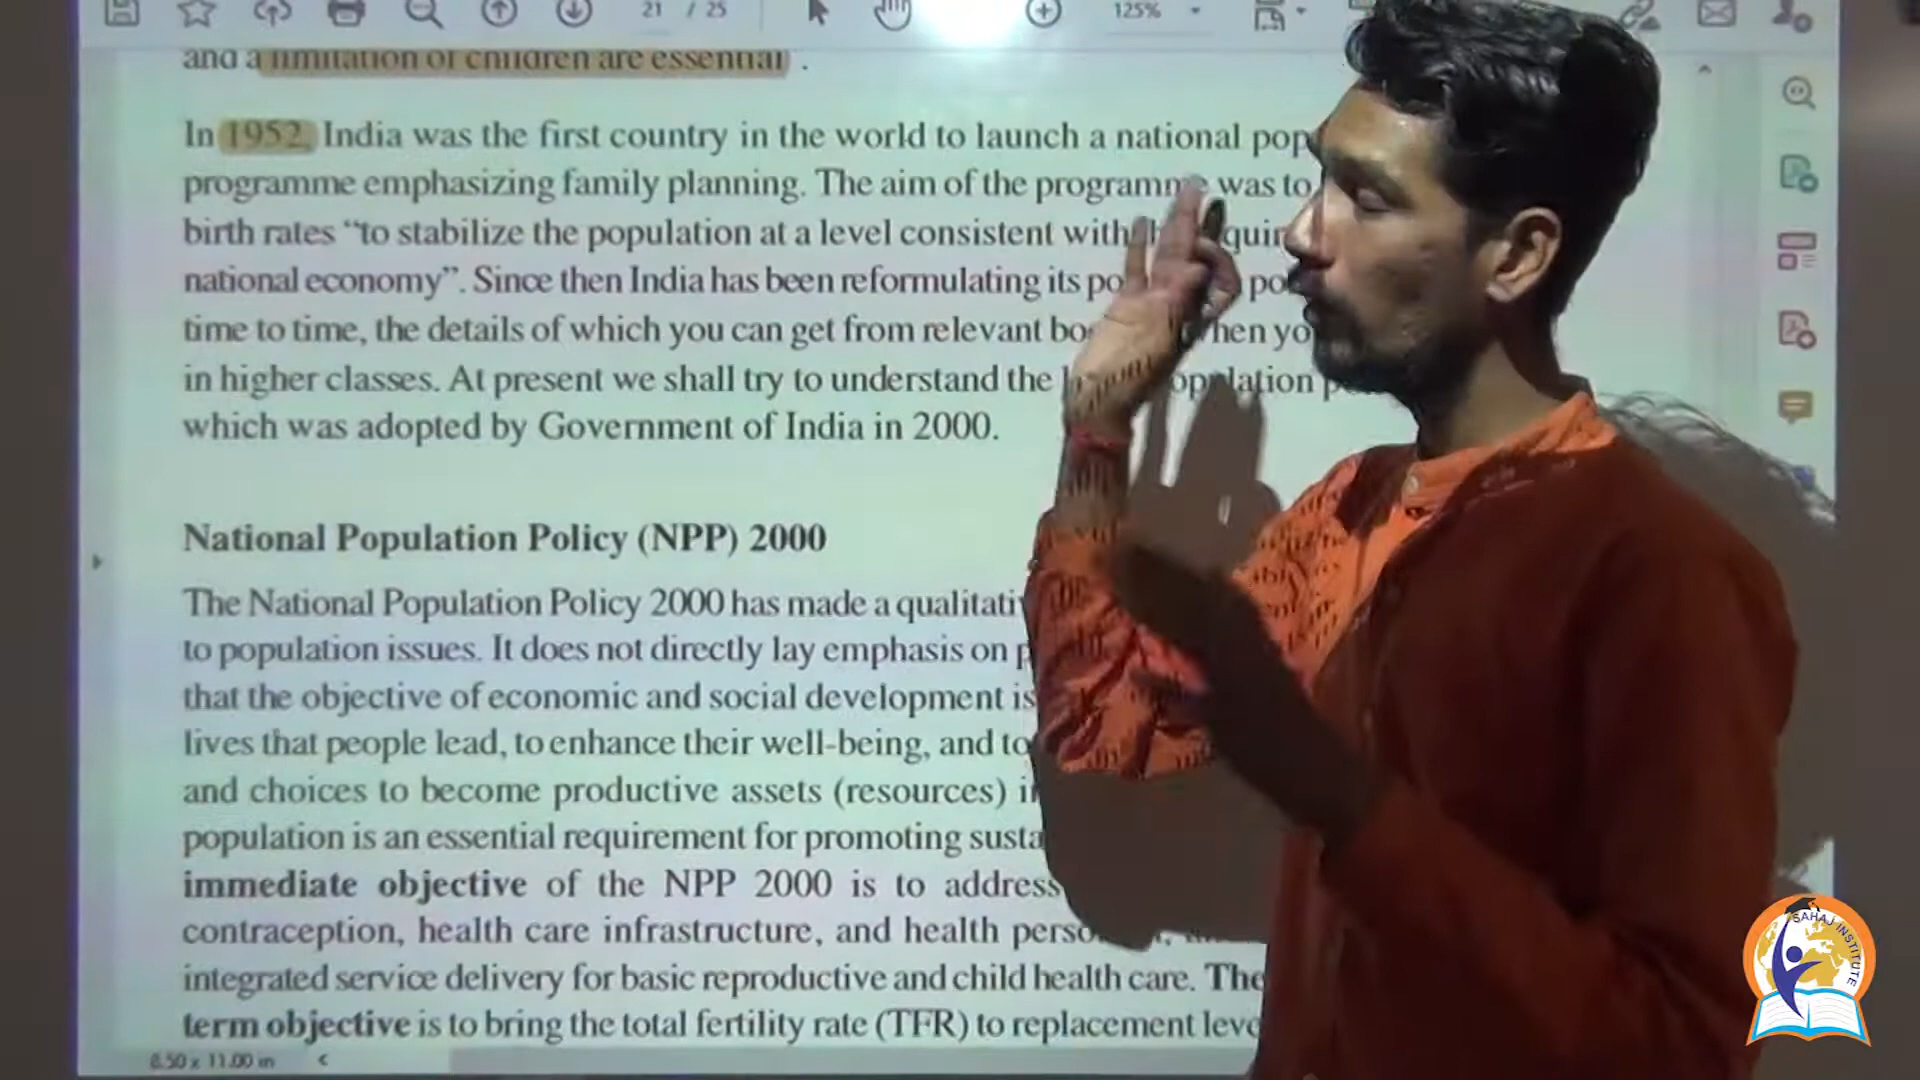 21 / 25
125%
and a limitation of children are essential .
In 1952, India was the first country in the world to launch a national pop
programme emphasizing family planning. The aim of the programme was to
birth rates “to stabilize the population at a level consistent with
national economy”. Since then India has been reformulating its
time to time, the details of which you can get from relevant
in higher classes. At present we shall try to understand the
which was adopted by Government of India in 2000.
National Population Policy (NPP) 2000
The National Population Policy 2000 has made a qualitati
to population issues. It does not directly lay emphasis on
that the objective of economic and social development is
lives that people lead, to enhance their well-being, and to
and choices to become productive assets (resources)
population is an essential requirement for promoting susta
immediate objective of the NPP 2000 is to address
contraception, health care infrastructure, and health perso
integrated service delivery for basic reproductive and child health care. The
term objective is to bring the total fertility rate (TFR) to replacement leve
8.50 x 11.00 in
SAHAJ INSTITUTE